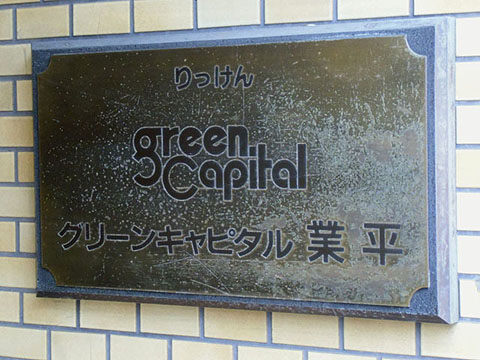 りっけん
green
Capital
グリーンキャピタル 業平